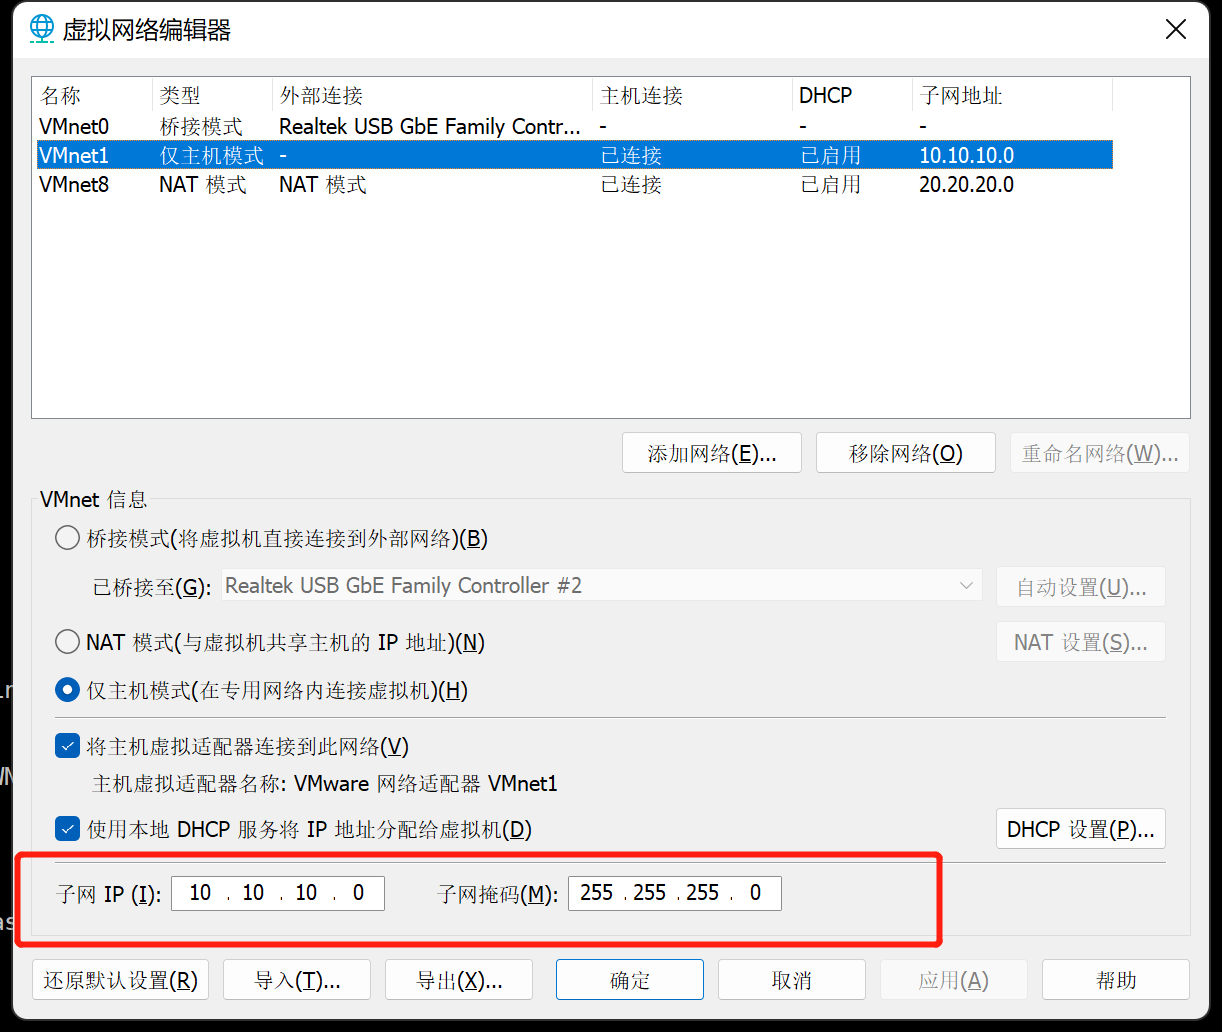 虚拟网络编辑器
名称 类型 外部连接 主机连接 DHCP 子网地址
VMnet0 桥接模式 Realtek USB GbE Family Contr... - - -
VMnet1 仅主机模式 - 已连接 已启用 10.10.10.0
VMnet8 NAT 模式 NAT 模式 已连接 已启用 20.20.20.0
添加网络(E)... 移除网络(O) 重命名网络(W)...
VMnet 信息
桥接模式(将虚拟机直接连接到外部网络)(B)
已桥接至(G): Realtek USB GbE Family Controller #2 自动设置(U)...
NAT 模式(与虚拟机共享主机的 IP 地址)(N) NAT 设置(S)...
仅主机模式(在专用网络内连接虚拟机)(H)
将主机虚拟适配器连接到此网络(V)
主机虚拟适配器名称: VMware 网络适配器 VMnet1
使用本地 DHCP 服务将 IP 地址分配给虚拟机(D) DHCP 设置(P)...
子网 IP (I): 10 . 10 . 10 . 0 子网掩码(M): 255 . 255 . 255 . 0
还原默认设置(R) 导入(T)... 导出(X)... 确定 取消 应用(A) 帮助